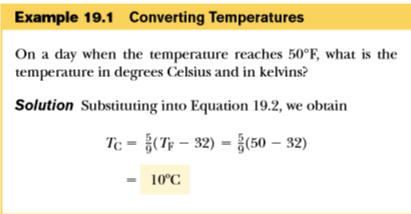 Example 19.1 Converting Temperatures
On a day when the temperature reaches 50°F, what is the
temperature in degrees Celsius and in kelvins?
Solution Substituting into Equation 19.2, we obtain
T_C = 5/9(T_F − 32) = 5/9(50 − 32)
= 10°C